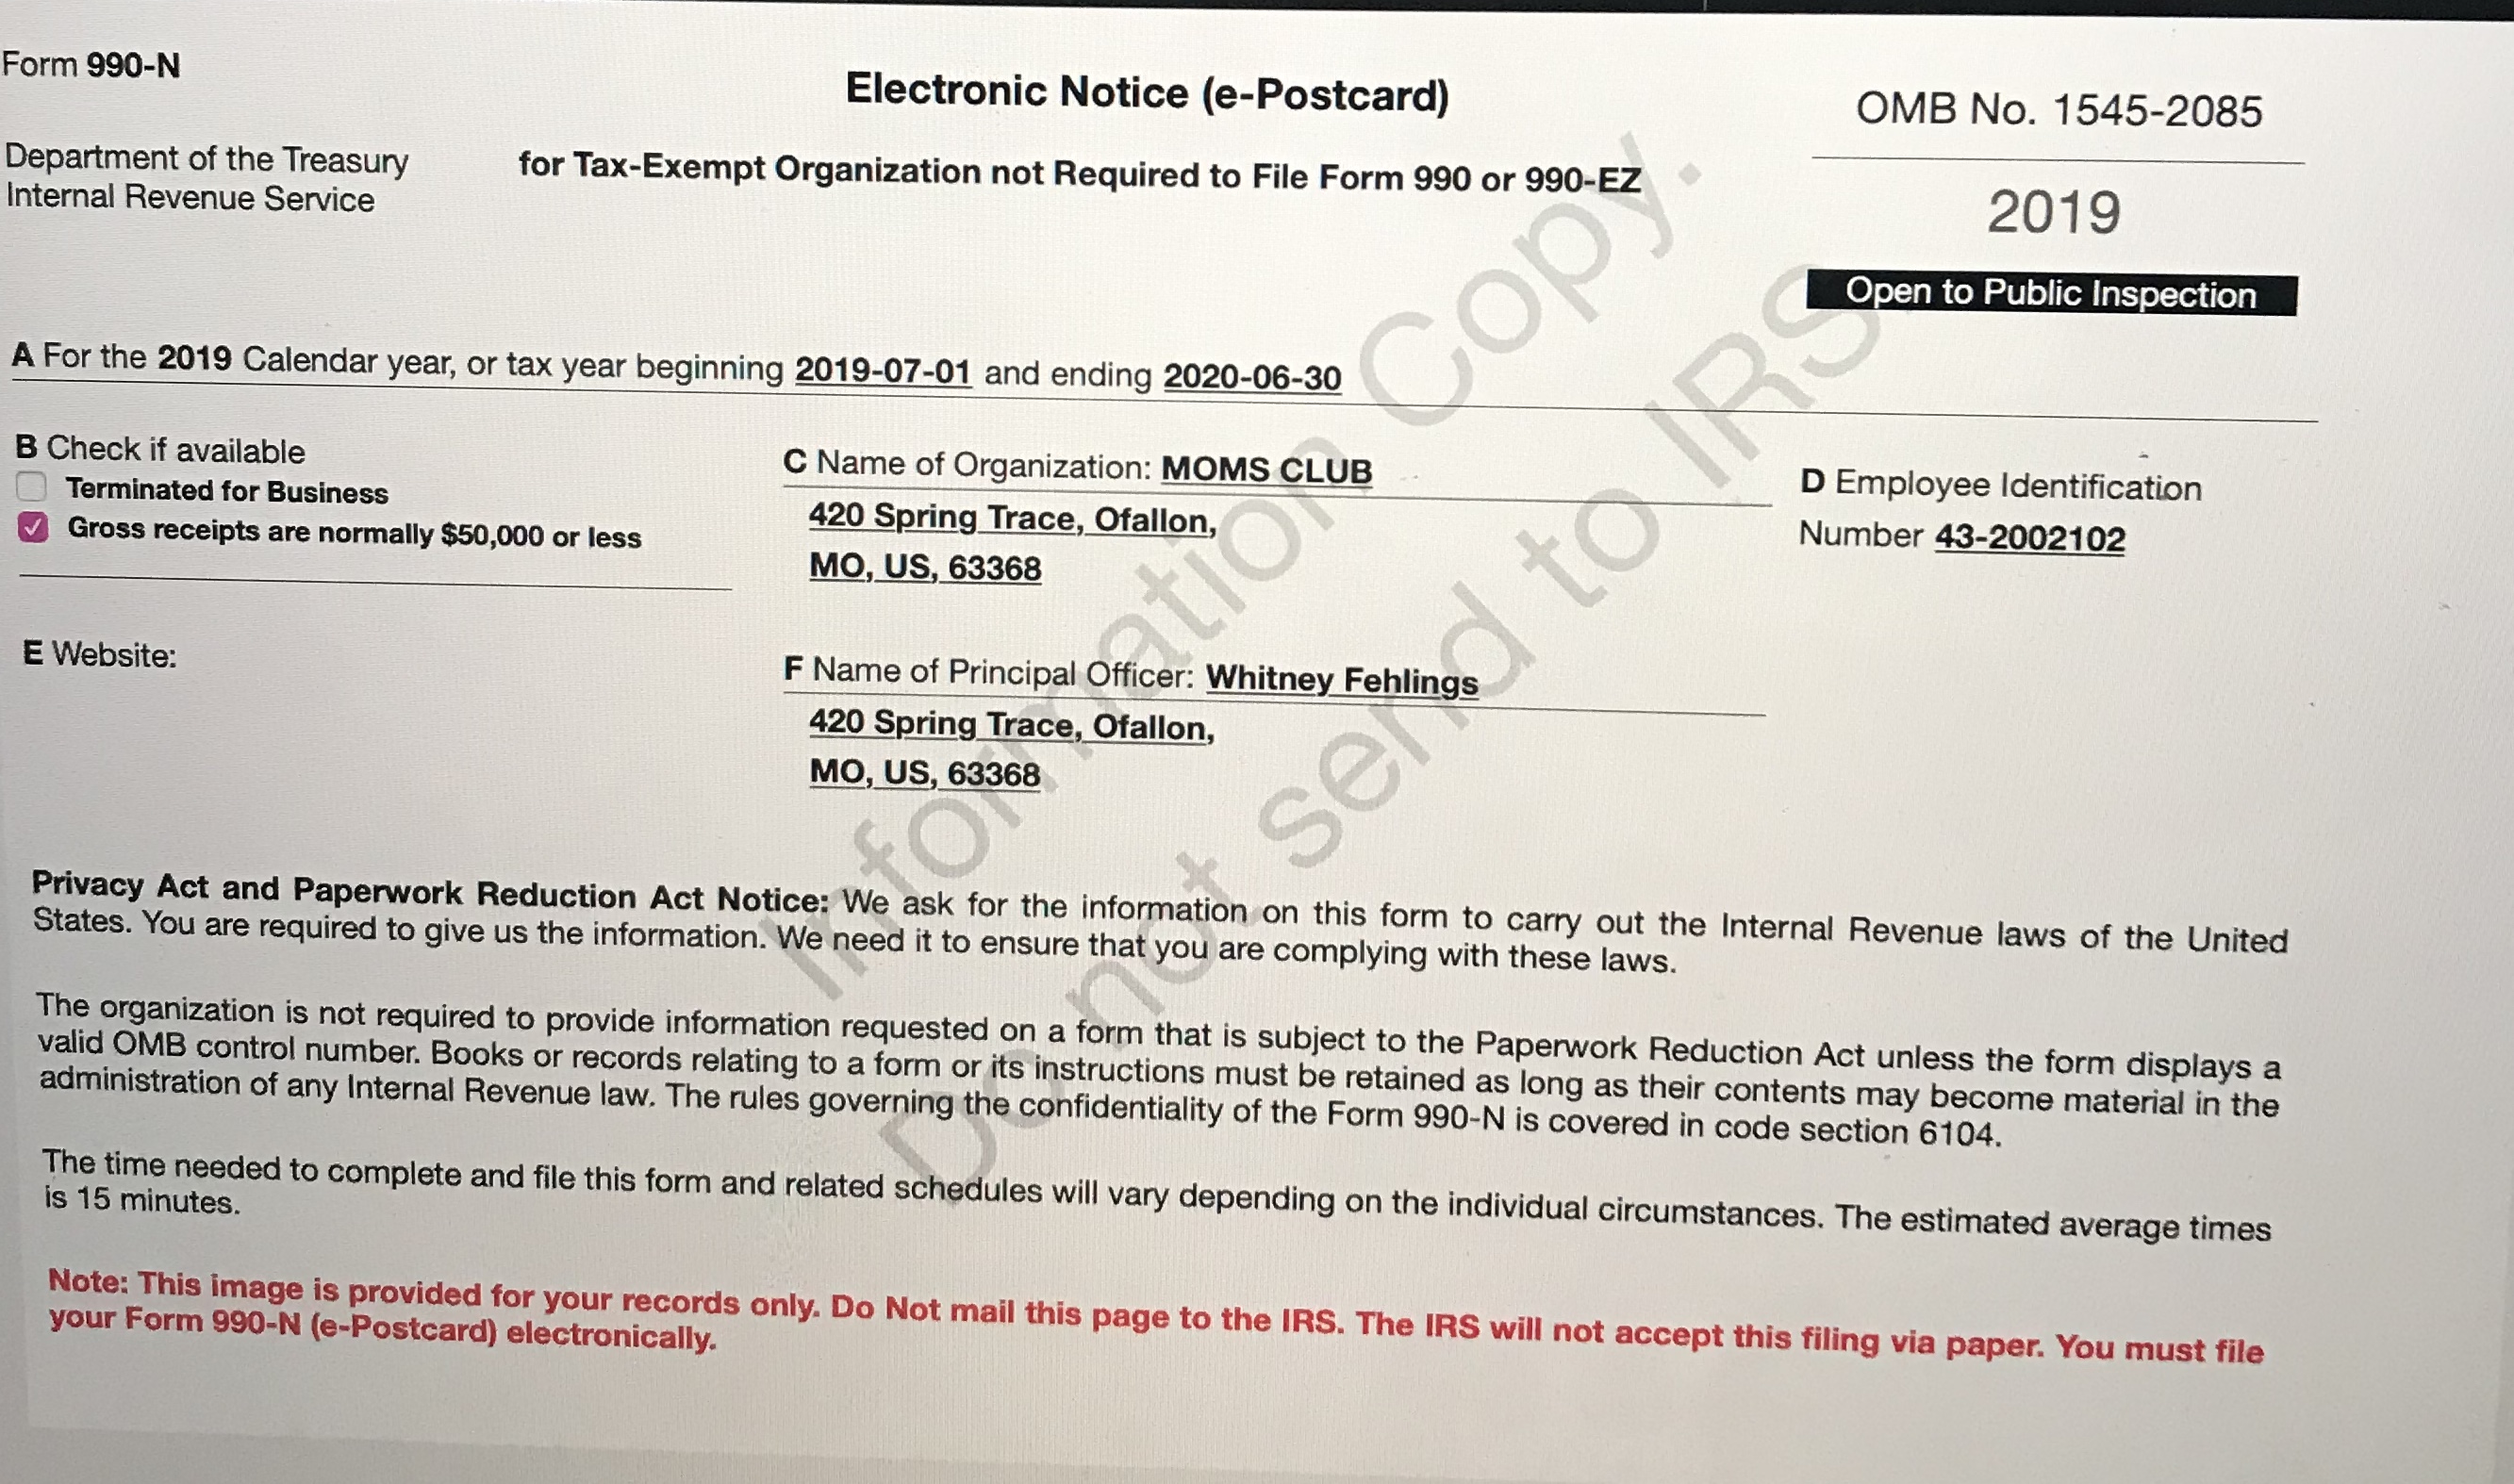 Form 990-N
Electronic Notice (e-Postcard)
OMB No. 1545-2085
Department of the Treasury
Internal Revenue Service
for Tax-Exempt Organization not Required to File Form 990 or 990-EZ
2019
Open to Public Inspection
A For the 2019 Calendar year, or tax year beginning 2019-07-01 and ending 2020-06-30
B Check if available
Terminated for Business
Gross receipts are normally $50,000 or less
C Name of Organization: MOMS CLUB
420 Spring Trace, Ofallon,
MO, US, 63368
D Employee Identification
Number 43-2002102
E Website:
F Name of Principal Officer: Whitney Fehlings
420 Spring Trace, Ofallon,
MO, US, 63368
Privacy Act and Paperwork Reduction Act Notice: We ask for the information on this form to carry out the Internal Revenue laws of the United
States. You are required to give us the information. We need it to ensure that you are complying with these laws.
The organization is not required to provide information requested on a form that is subject to the Paperwork Reduction Act unless the form displays a
valid OMB control number. Books or records relating to a form or its instructions must be retained as long as their contents may become material in the
administration of any Internal Revenue law. The rules governing the confidentiality of the Form 990-N is covered in code section 6104.
The time needed to complete and file this form and related schedules will vary depending on the individual circumstances. The estimated average times
is 15 minutes.
Note: This image is provided for your records only. Do Not mail this page to the IRS. The IRS will not accept this filing via paper. You must file
your Form 990-N (e-Postcard) electronically.
Information Copy.
Do not send to IRS.